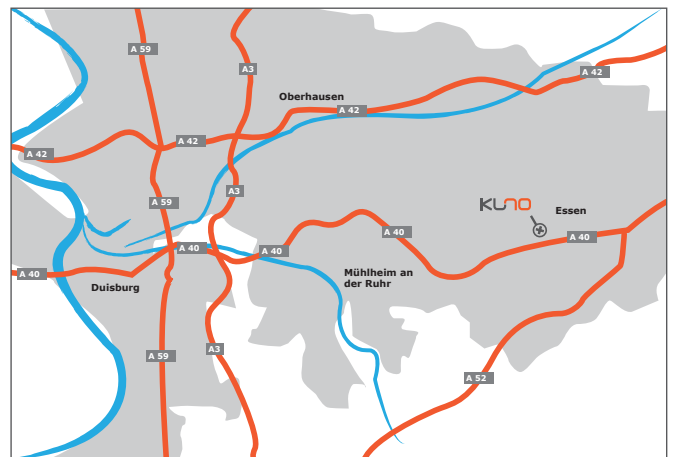 A 59
A3
A 42
Oberhausen
A 42
A 42
A 42
A3
A 59
KUNO
Essen
A 40
A 40
A 40
A 40
A 40
Mühlheim an
der Ruhr
Duisburg
A3
A 59
A 52